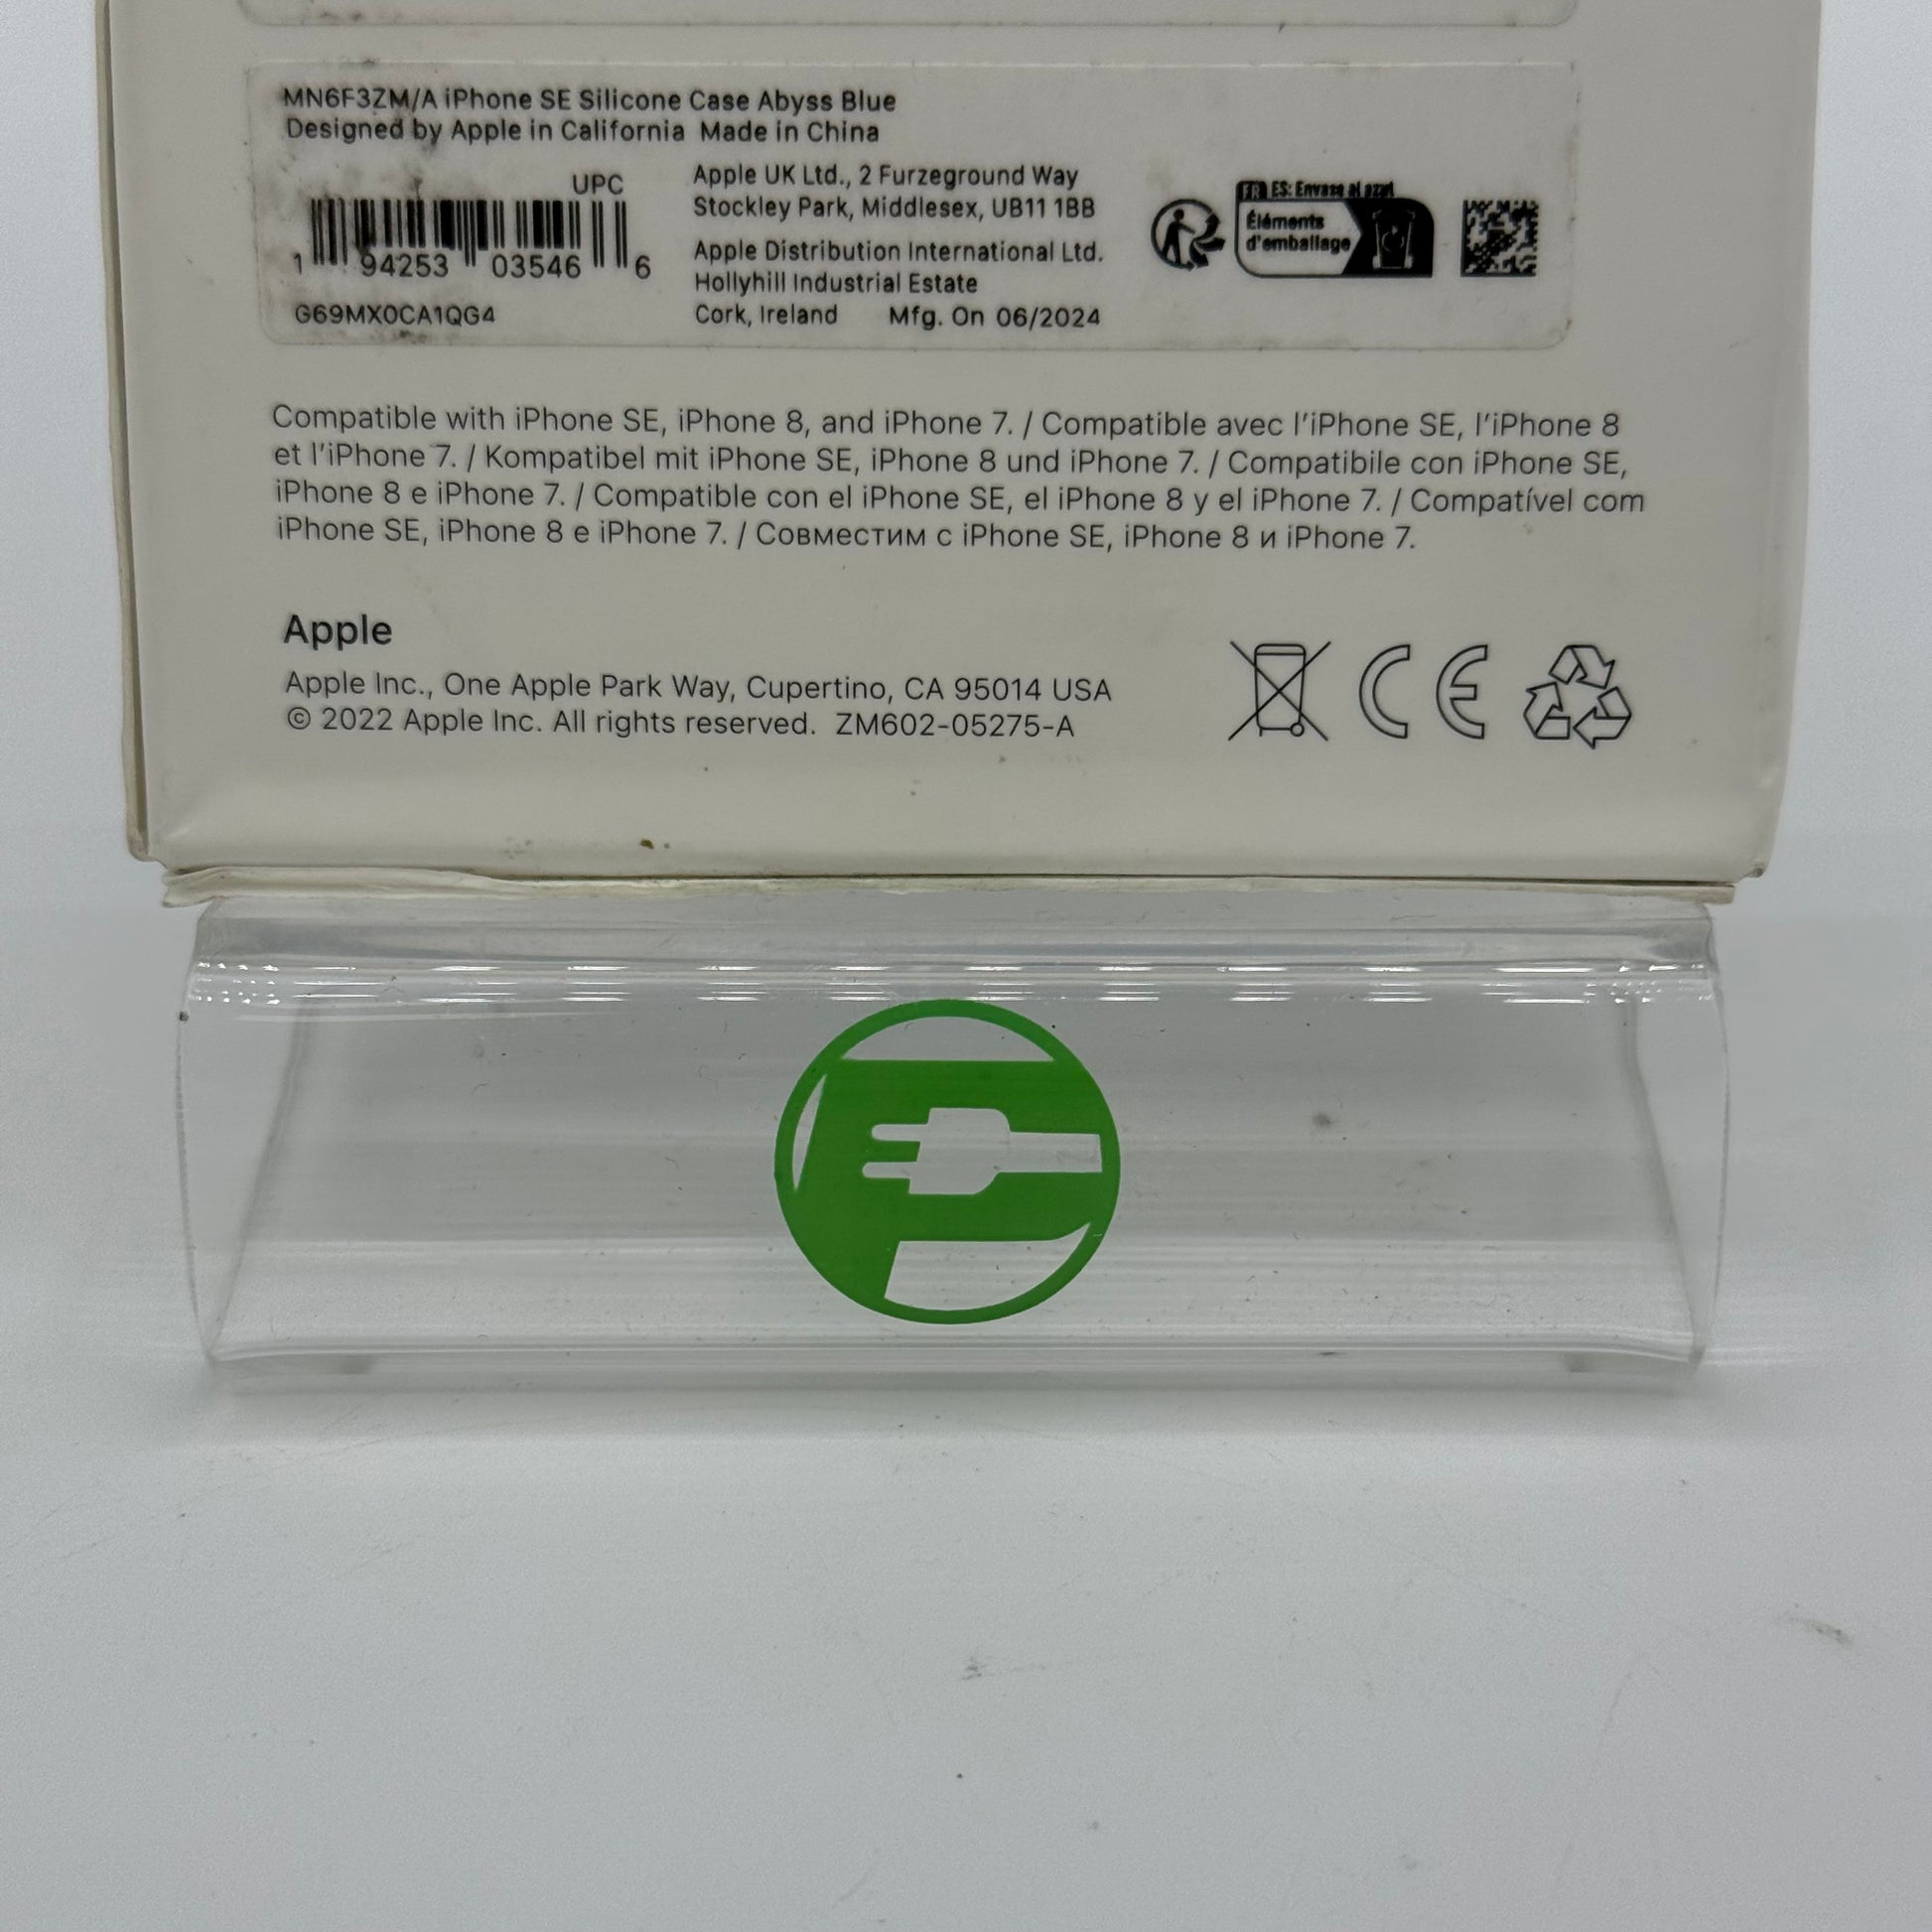 MN6F3ZM/A iPhone SE Silicone Case Abyss Blue
Designed by Apple in California Made in China
UPC
1 94253 03546 6
G69MX0CA1QG4
Apple UK Ltd., 2 Furzeground Way
Stockley Park, Middlesex, UB11 1BB
Apple Distribution International Ltd.
Hollyhill Industrial Estate
Cork, Ireland Mfg. On 06/2024
FR ES: Envase al azul
Éléments
d'emballage
Compatible with iPhone SE, iPhone 8, and iPhone 7. / Compatible avec l'iPhone SE, l'iPhone 8
et l'iPhone 7. / Kompatibel mit iPhone SE, iPhone 8 und iPhone 7. / Compatibile con iPhone SE,
iPhone 8 e iPhone 7. / Compatible con el iPhone SE, el iPhone 8 y el iPhone 7. / Compatível com
iPhone SE, iPhone 8 e iPhone 7. / Совместим с iPhone SE, iPhone 8 и iPhone 7.
Apple
Apple Inc., One Apple Park Way, Cupertino, CA 95014 USA
© 2022 Apple Inc. All rights reserved. ZM602-05275-A
CE